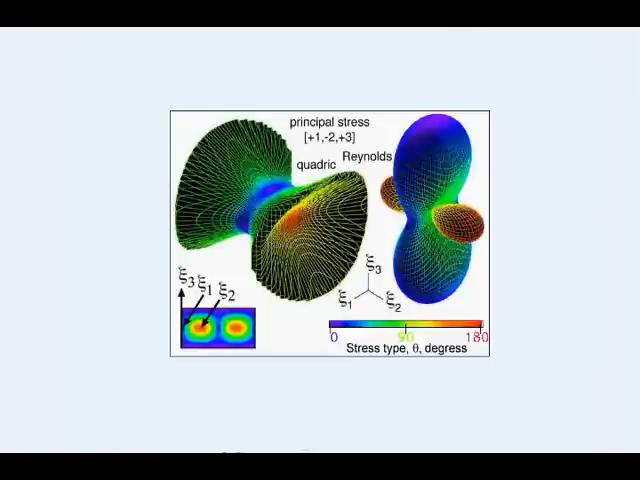 principal stress
[+1,-2,+3]
Reynolds
quadric
ξ3
ξ1
ξ2
ξ3
ξ1
ξ2
0
90
180
Stress type, θ, degress